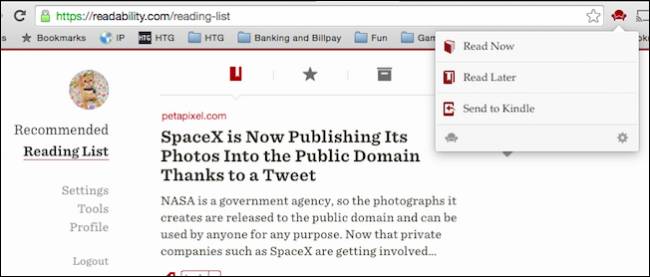 https://readability.com/reading-list
Bookmarks
IP
HTG
HTG
Banking and Billpay
Fun
Gam
Read Now
Read Later
Send to Kindle
Recommended
Reading List
Settings
Tools
Profile
Logout
petapixel.com
SpaceX is Now Publishing Its
Photos Into the Public Domain
Thanks to a Tweet
NASA is a government agency, so the photographs it
creates are released to the public domain and can be
used by anyone for any purpose. Now that private
companies such as SpaceX are getting involved...